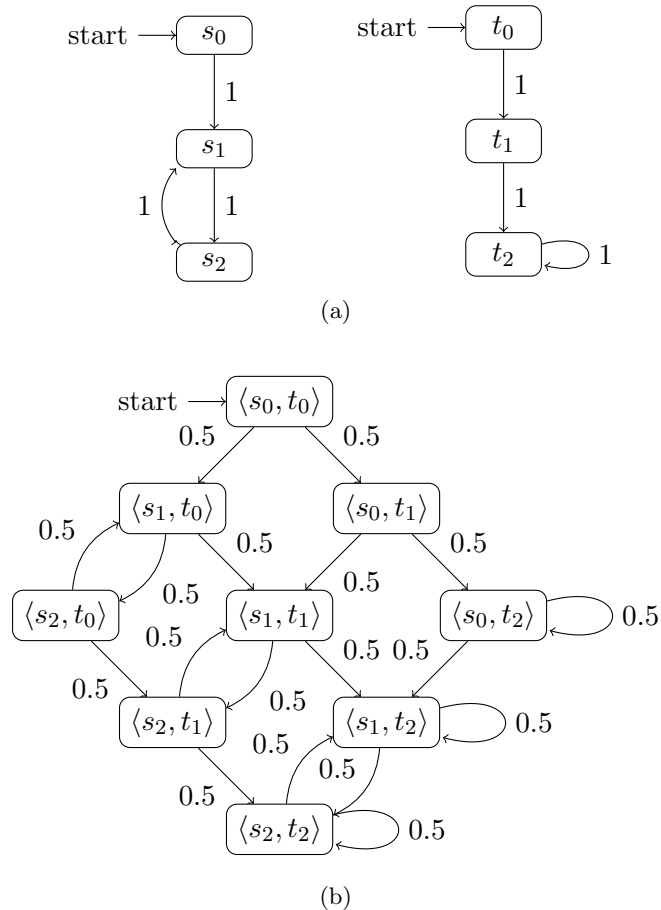 start s₀ start t₀
1 1
s₁ t₁
1 1 1
s₂ t₂ 1
(a)
start ⟨s₀, t₀⟩
0.5 0.5
⟨s₁, t₀⟩ ⟨s₀, t₁⟩
0.5 0.5 0.5
0.5 0.5
⟨s₂, t₀⟩ ⟨s₁, t₁⟩ ⟨s₀, t₂⟩ 0.5
0.5 0.5 0.5
0.5 0.5
⟨s₂, t₁⟩ ⟨s₁, t₂⟩ 0.5
0.5 0.5
0.5
⟨s₂, t₂⟩ 0.5
(b)